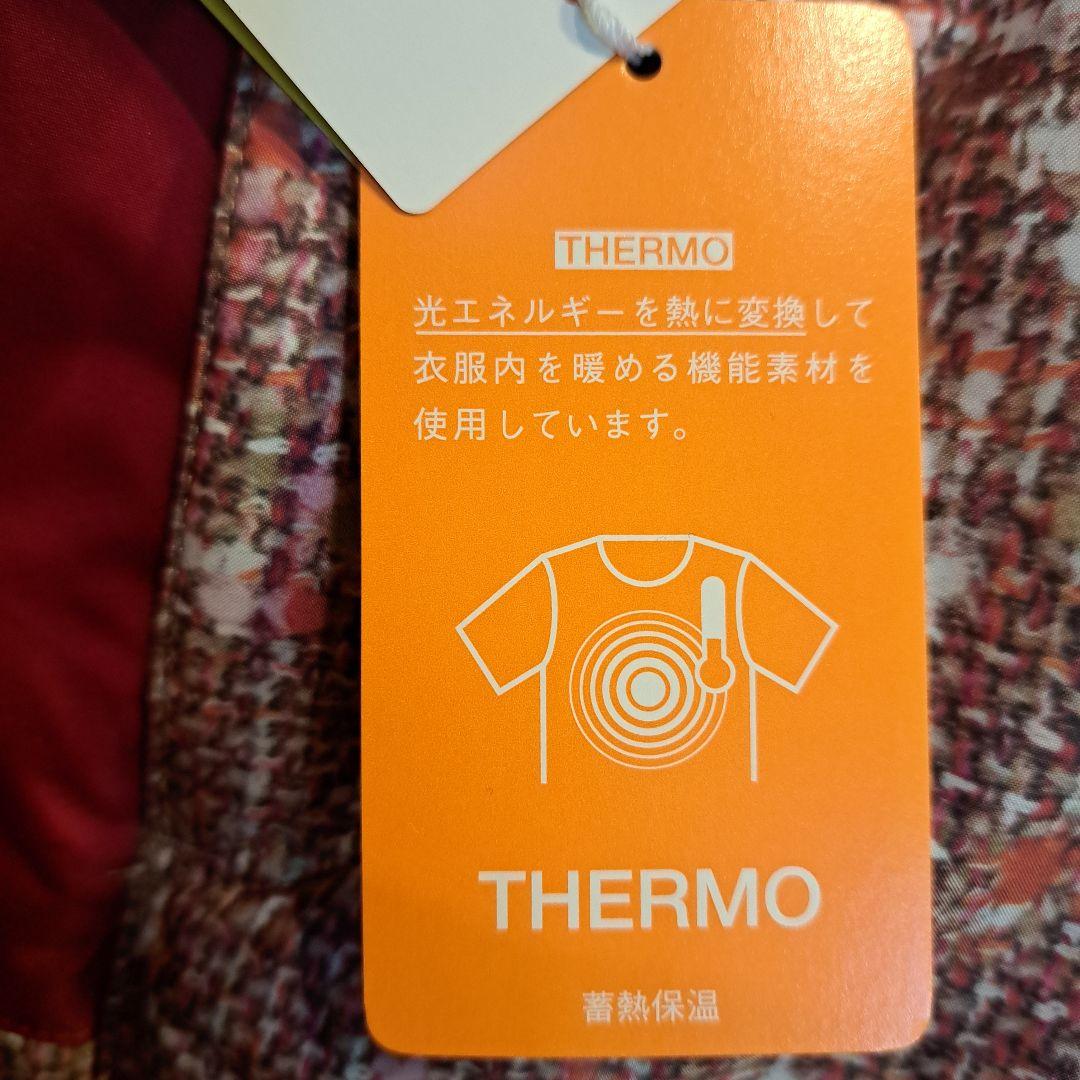 THERMO
光エネルギーを熱に変換して
衣服内を暖める機能素材を
使用しています。
THERMO
蓄熱保温